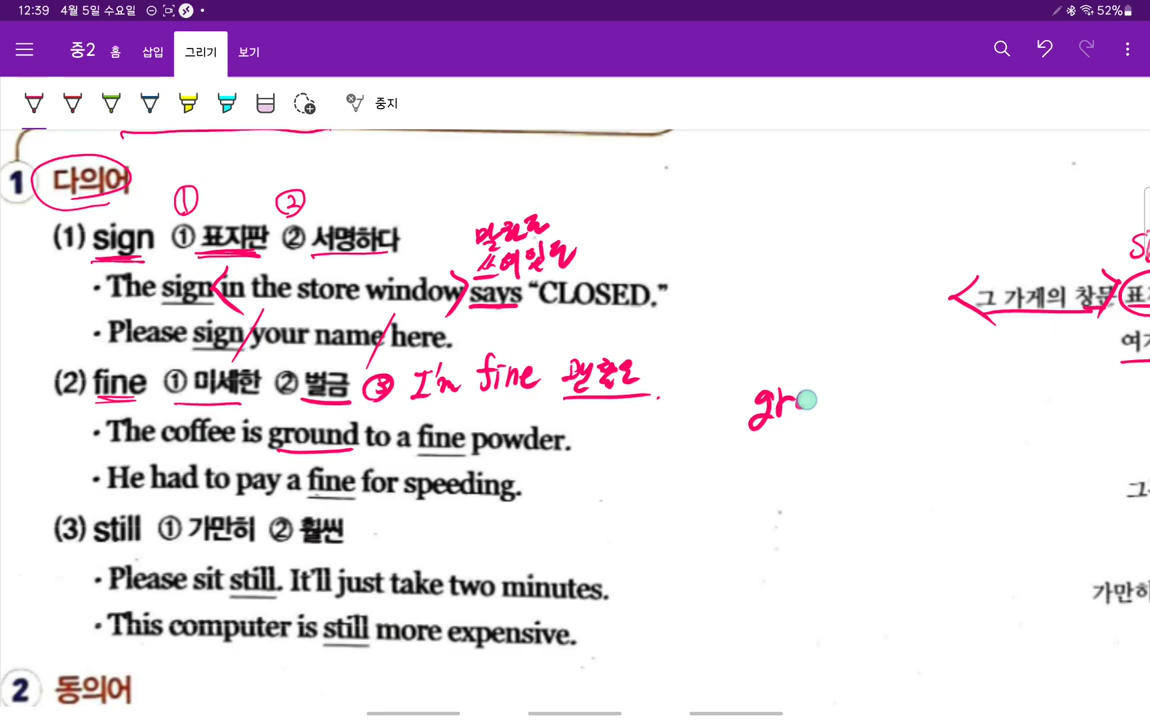 12:39 4월 5일 수요일
52%
중2 홈 삽입 그리기 보기
중지
1 다의어
① ②
(1) sign ① 표지판 ② 서명하다
말한다
쓰여있다
· The sign in the store window says “CLOSED.”
그 가게의 창문
· Please sign your name here.
(2) fine ① 미세한 ② 벌금 ③ I'm fine 괜찮은.
gr
· The coffee is ground to a fine powder.
· He had to pay a fine for speeding.
(3) still ① 가만히 ② 훨씬
· Please sit still. It'll just take two minutes.
가만히
· This computer is still more expensive.
2 동의어